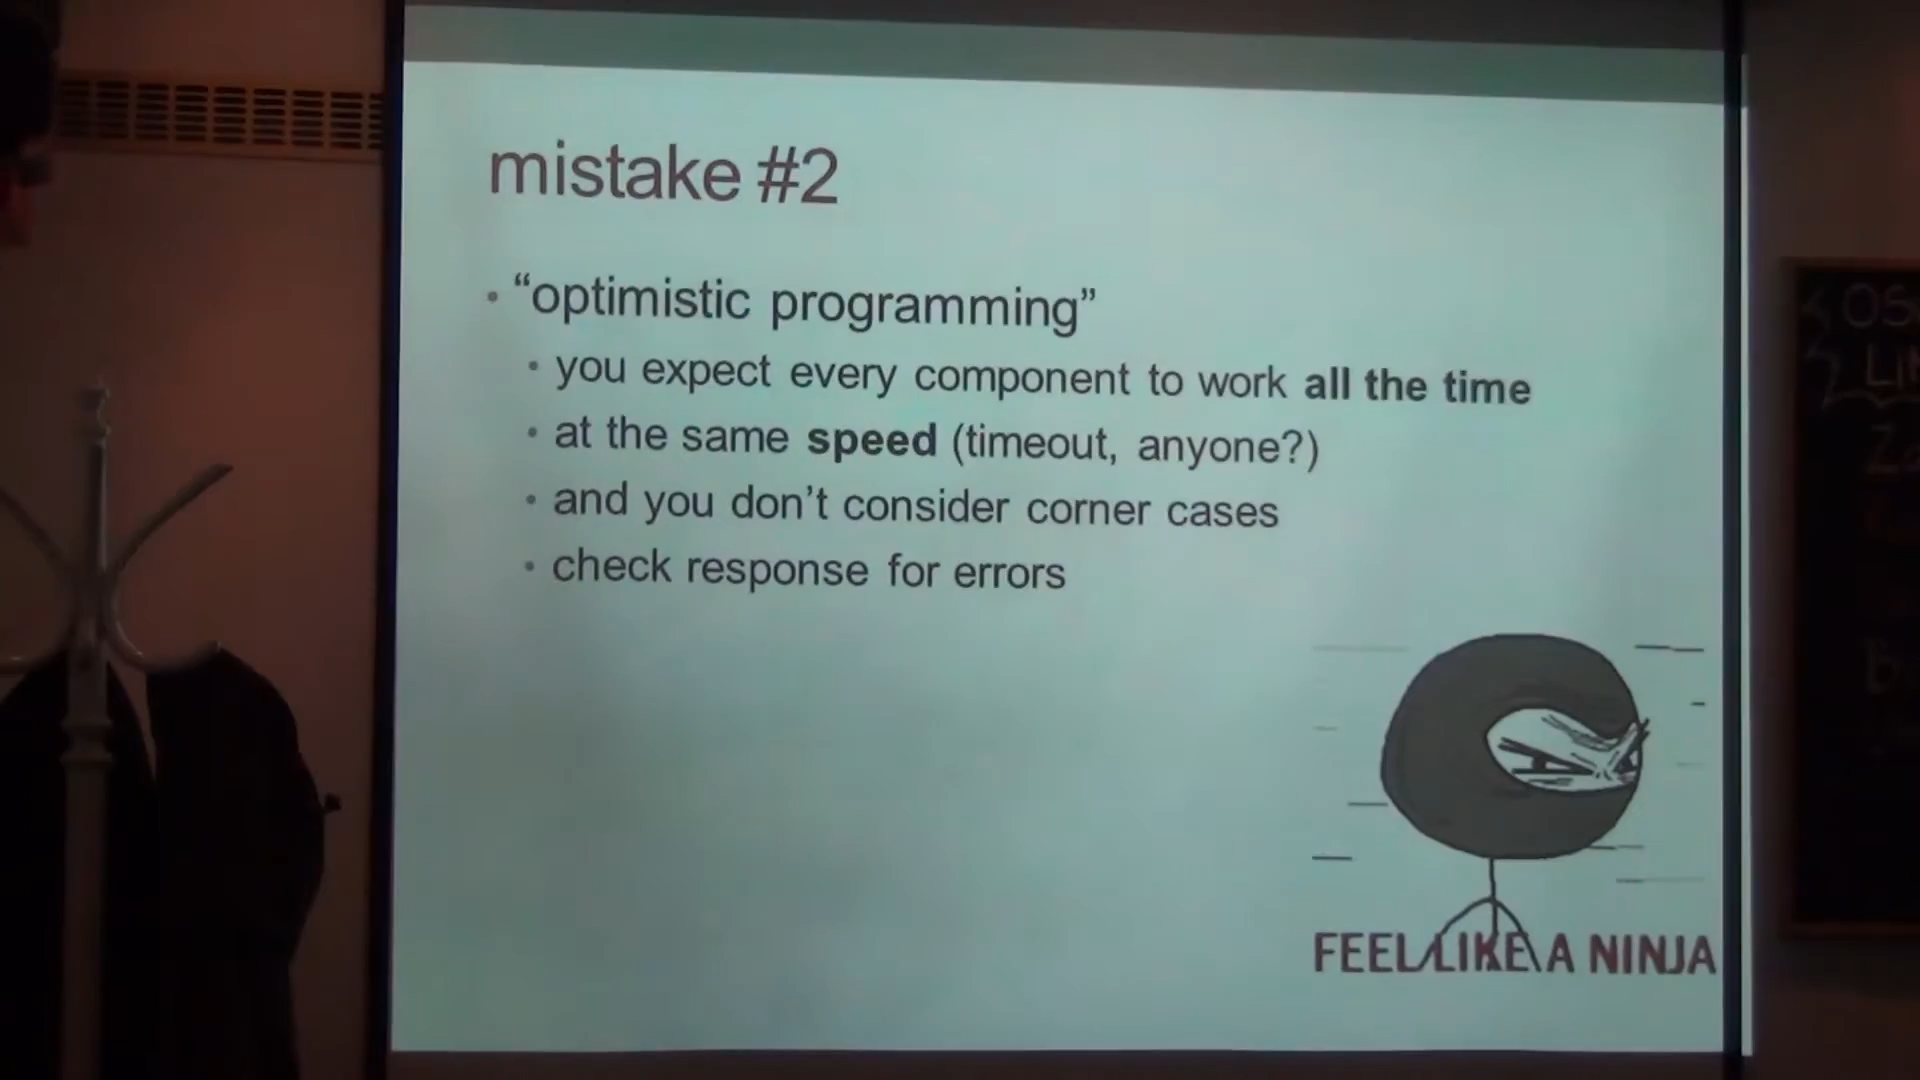 mistake #2
• “optimistic programming”
• you expect every component to work all the time
• at the same speed (timeout, anyone?)
• and you don’t consider corner cases
• check response for errors
FEEL LIKE A NINJA